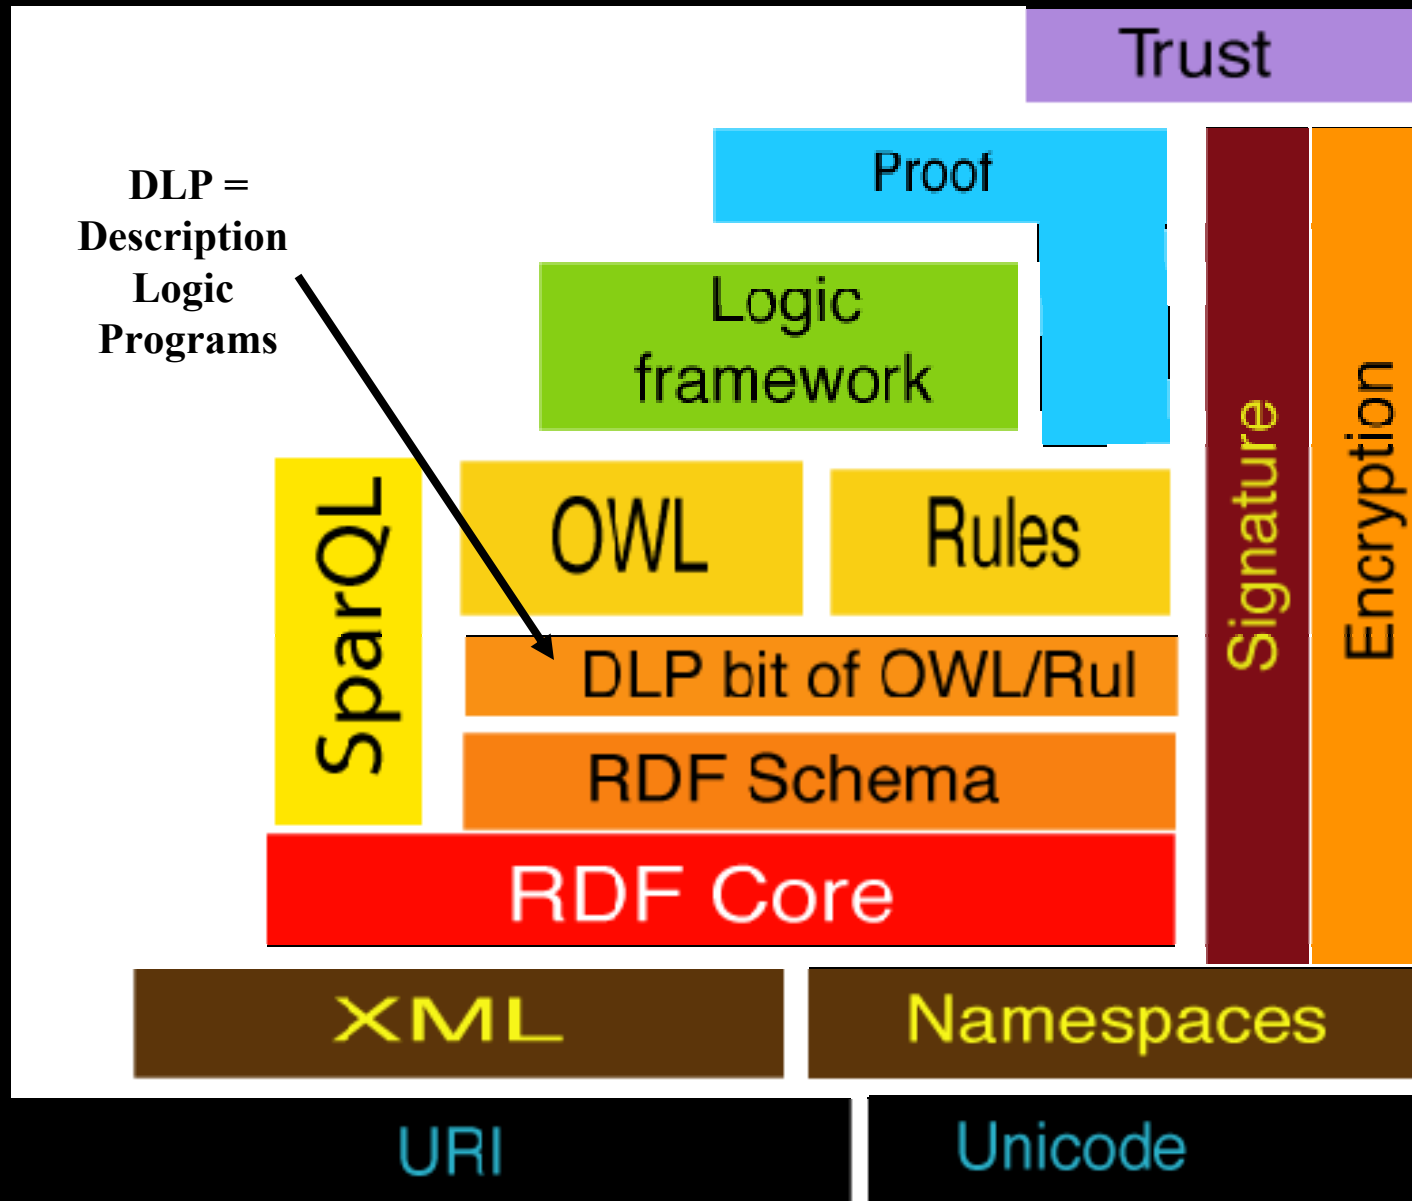 Trust
Proof
DLP =
Description
Logic
Programs
Logic
framework
Signature
Encryption
SparQL
OWL
Rules
DLP bit of OWL/Rul
RDF Schema
RDF Core
XML
Namespaces
URI
Unicode